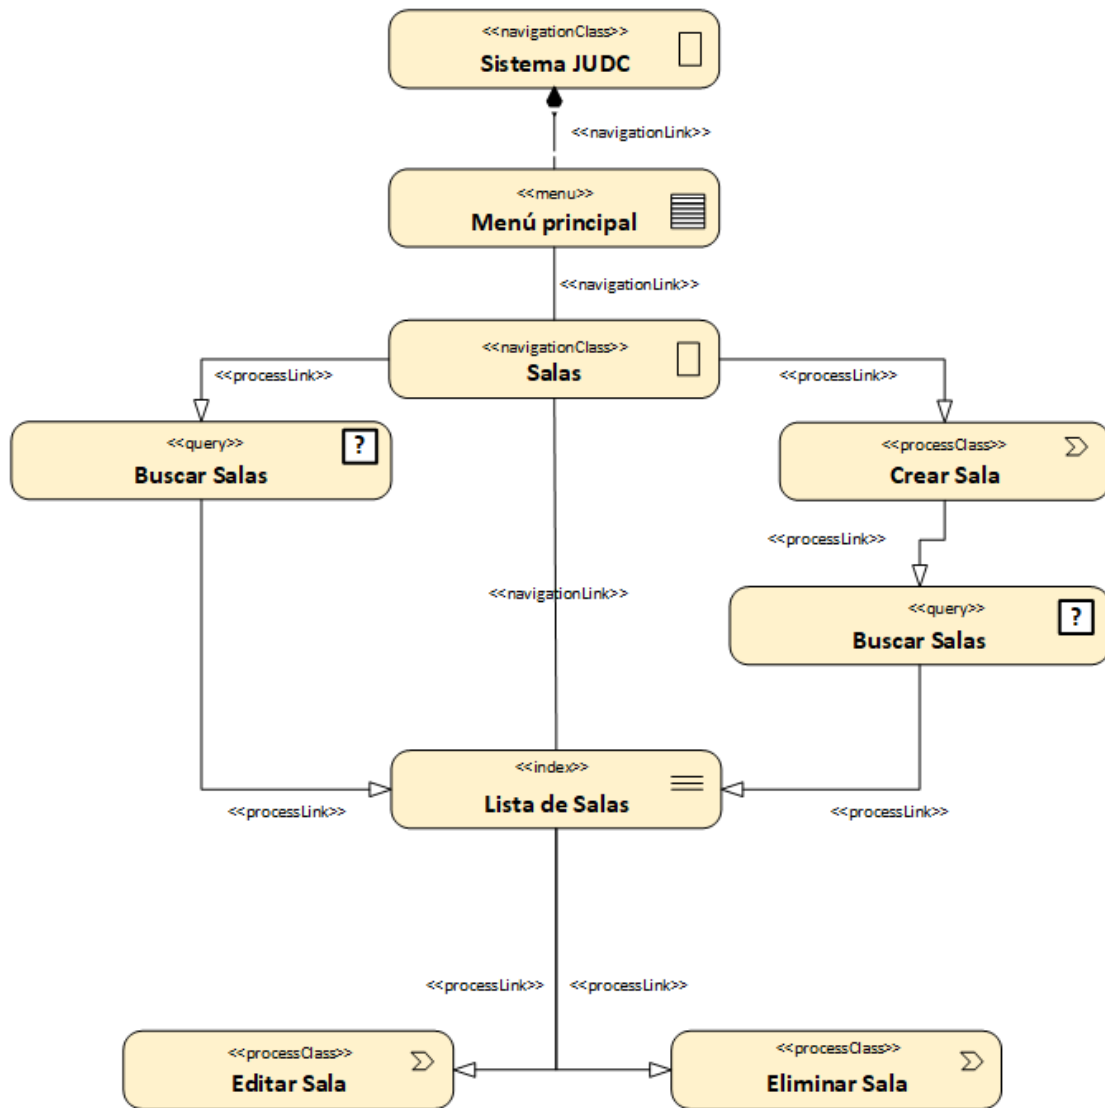 <<navigationClass>>
Sistema JUDC
<<navigationLink>>
<<menu>>
Menú principal
<<navigationLink>>
<<navigationClass>>
Salas
<<processLink>>
<<processLink>>
<<query>>
?
Buscar Salas
<<processClass>>
Crear Sala
<<processLink>>
<<navigationLink>>
<<query>>
?
Buscar Salas
<<index>>
Lista de Salas
<<processLink>>
<<processLink>>
<<processLink>>
<<processLink>>
<<processClass>>
Editar Sala
<<processClass>>
Eliminar Sala